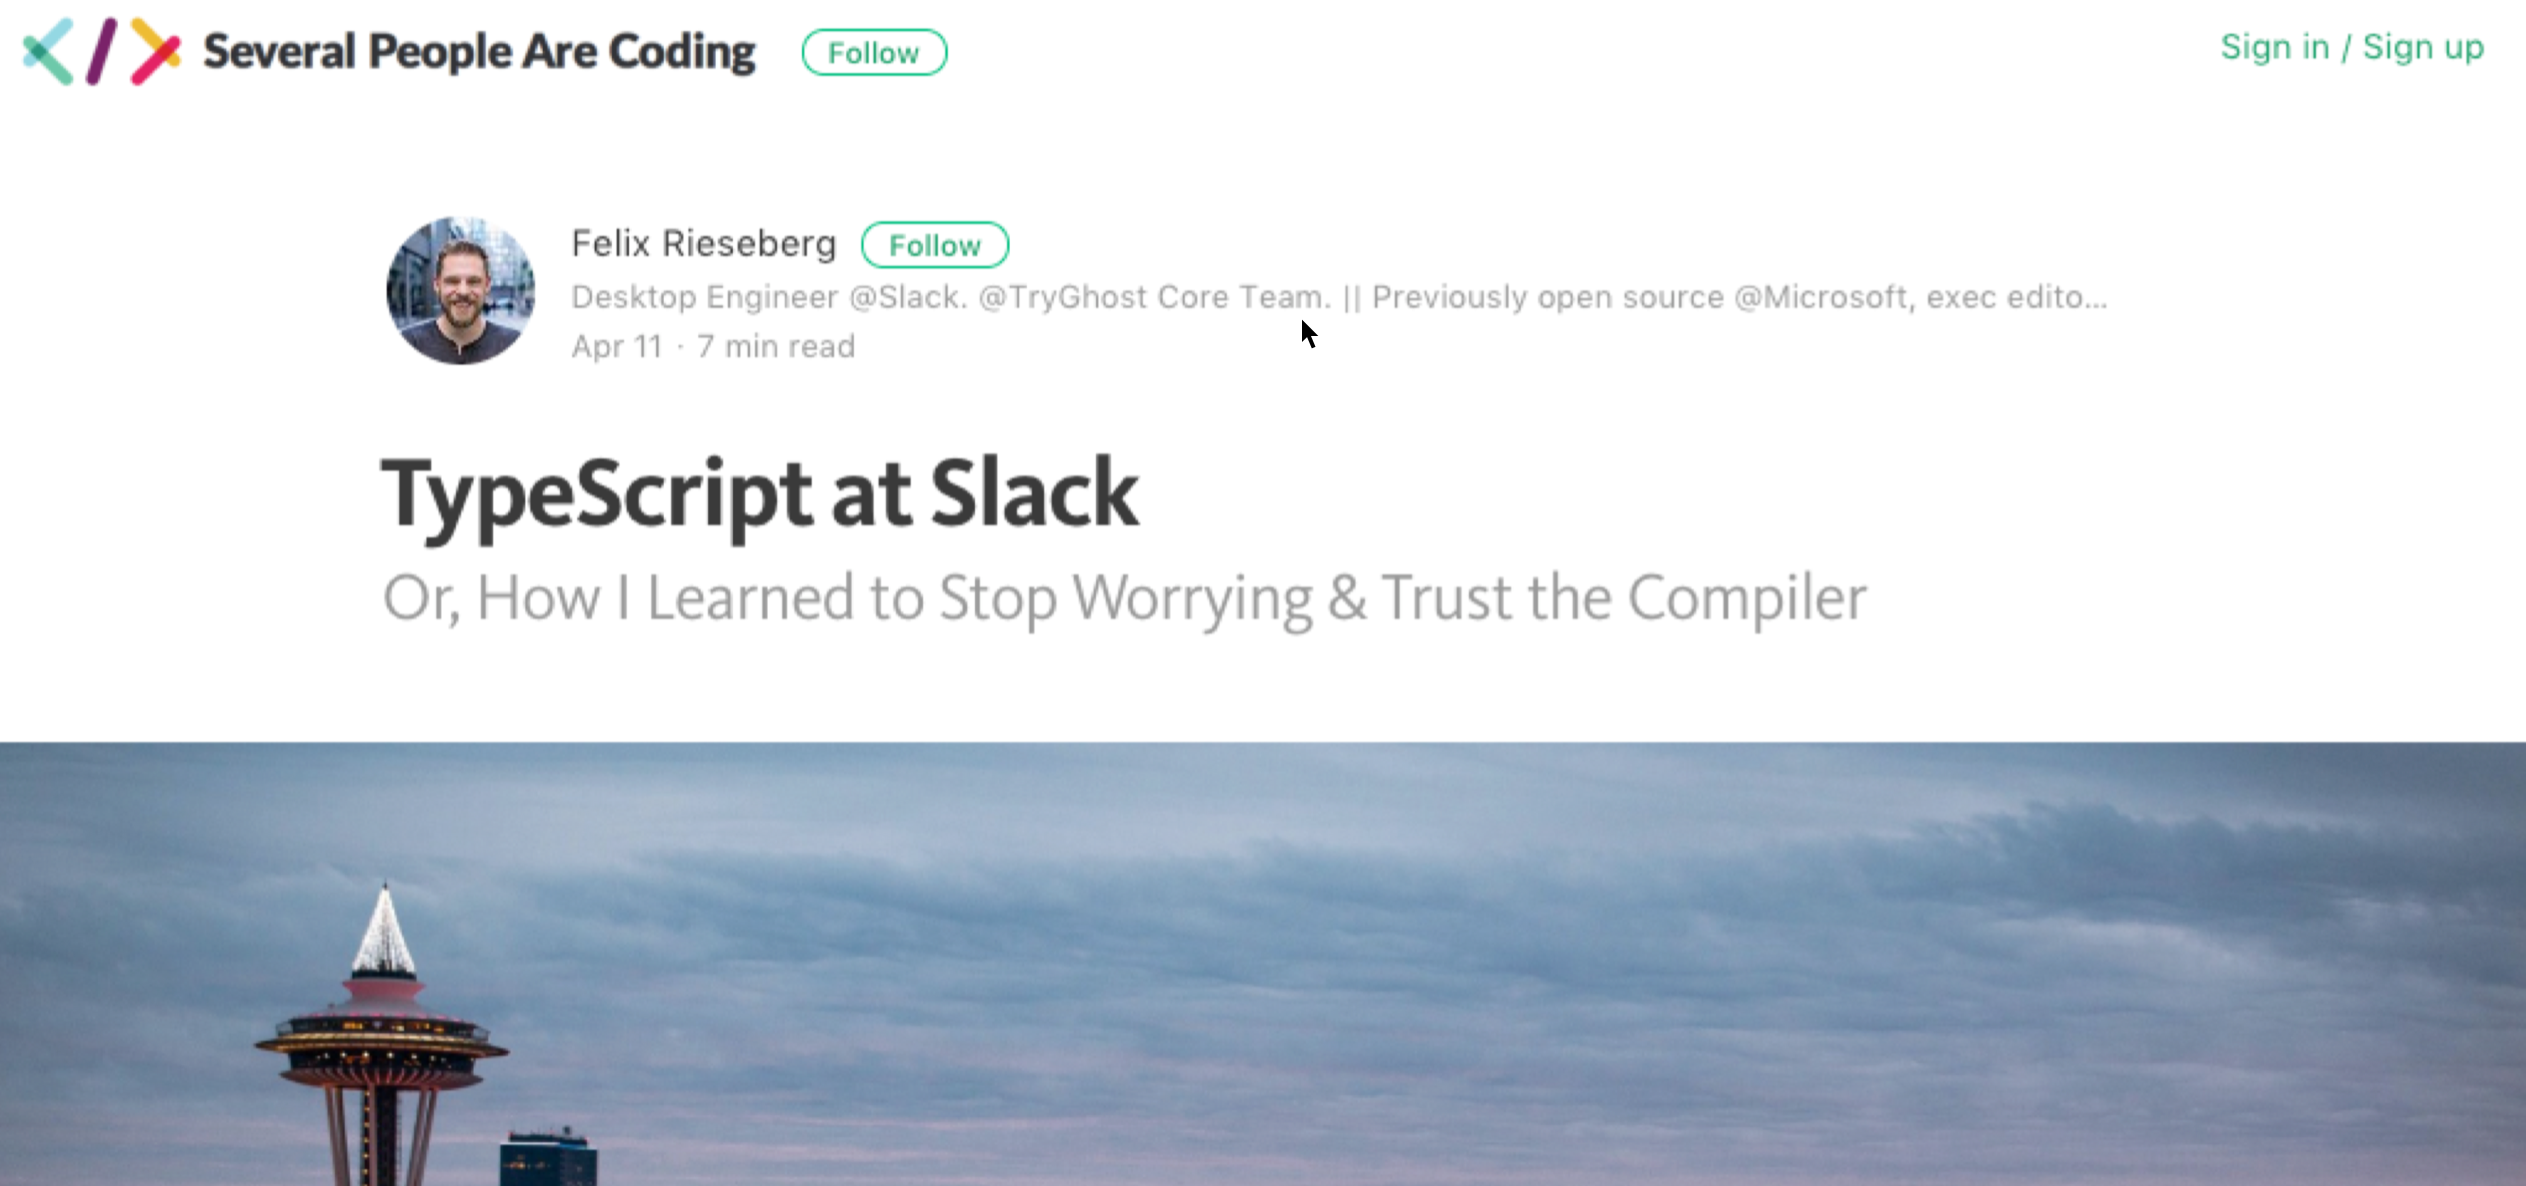 </> Several People Are Coding Follow Sign in / Sign up
Felix Rieseberg Follow
Desktop Engineer @Slack. @TryGhost Core Team. || Previously open source @Microsoft, exec edito...
Apr 11 · 7 min read
TypeScript at Slack
Or, How I Learned to Stop Worrying & Trust the Compiler